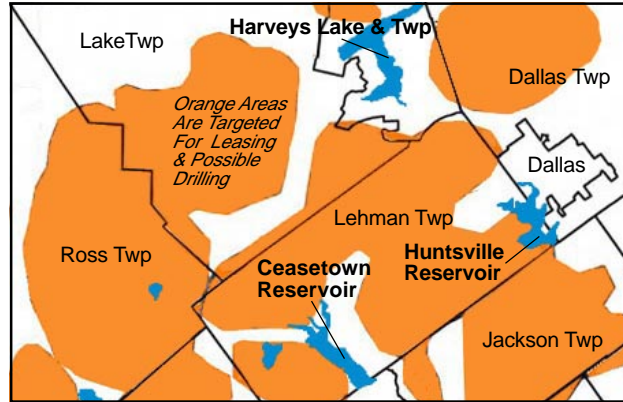 Harveys Lake & Twp
LakeTwp
Dallas Twp
Orange Areas
Are Targeted
For Leasing
& Possible
Drilling
Dallas
Lehman Twp
Ross Twp
Huntsville
Reservoir
Ceasetown
Reservoir
Jackson Twp